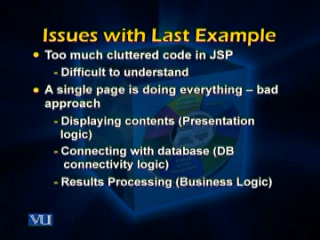 Issues with Last Example
● Too much cluttered code in JSP
- Difficult to understand
● A single page is doing everything – bad
approach
- Displaying contents (Presentation
logic)
- Connecting with database (DB
connectivity logic)
- Results Processing (Business Logic)
VU